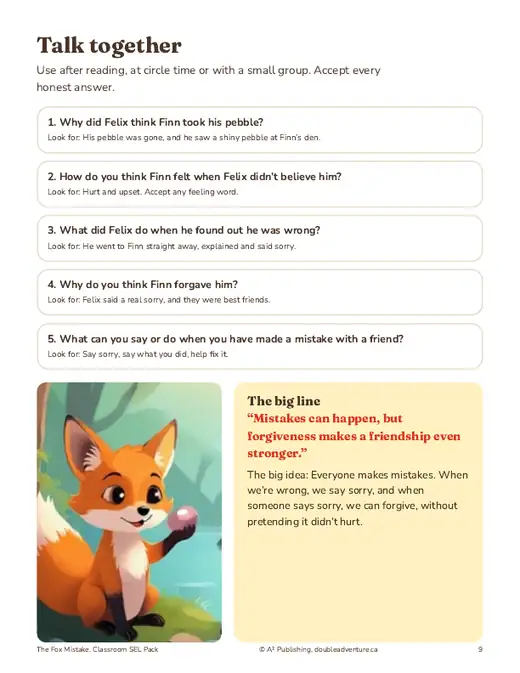 Talk together
Use after reading, at circle time or with a small group. Accept every
honest answer.
1. Why did Felix think Finn took his pebble?
Look for: His pebble was gone, and he saw a shiny pebble at Finn's den.
2. How do you think Finn felt when Felix didn't believe him?
Look for: Hurt and upset. Accept any feeling word.
3. What did Felix do when he found out he was wrong?
Look for: He went to Finn straight away, explained and said sorry.
4. Why do you think Finn forgave him?
Look for: Felix said a real sorry, and they were best friends.
5. What can you say or do when you have made a mistake with a friend?
Look for: Say sorry, say what you did, help fix it.
The big line
“Mistakes can happen, but
forgiveness makes a friendship even
stronger.”
The big idea: Everyone makes mistakes. When
we're wrong, we say sorry, and when
someone says sorry, we can forgive, without
pretending it didn't hurt.
The Fox Mistake. Classroom SEL Pack
© A² Publishing. doubleadventure.ca
9